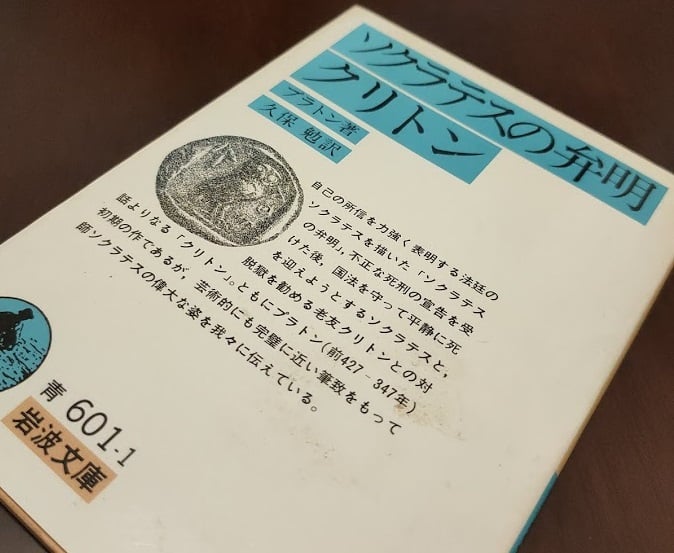 ソクラテスの弁明
クリトン
プラトン著
久保 勉訳
自己の所信を力強く表明する法廷の
ソクラテスを描いた「ソクラテス
の弁明」，不正な死刑の宣告を受
けた後，国法を守って平静に死
を迎えようとするソクラテスと，
脱獄を勧める老友クリトンとの対
話よりなる「クリトン」。ともにプラトン(前427-347年)
初期の作であるが，芸術的にも完璧に近い筆致をもって
師ソクラテスの偉大な姿を我々に伝えている。
青 601-1
岩波文庫